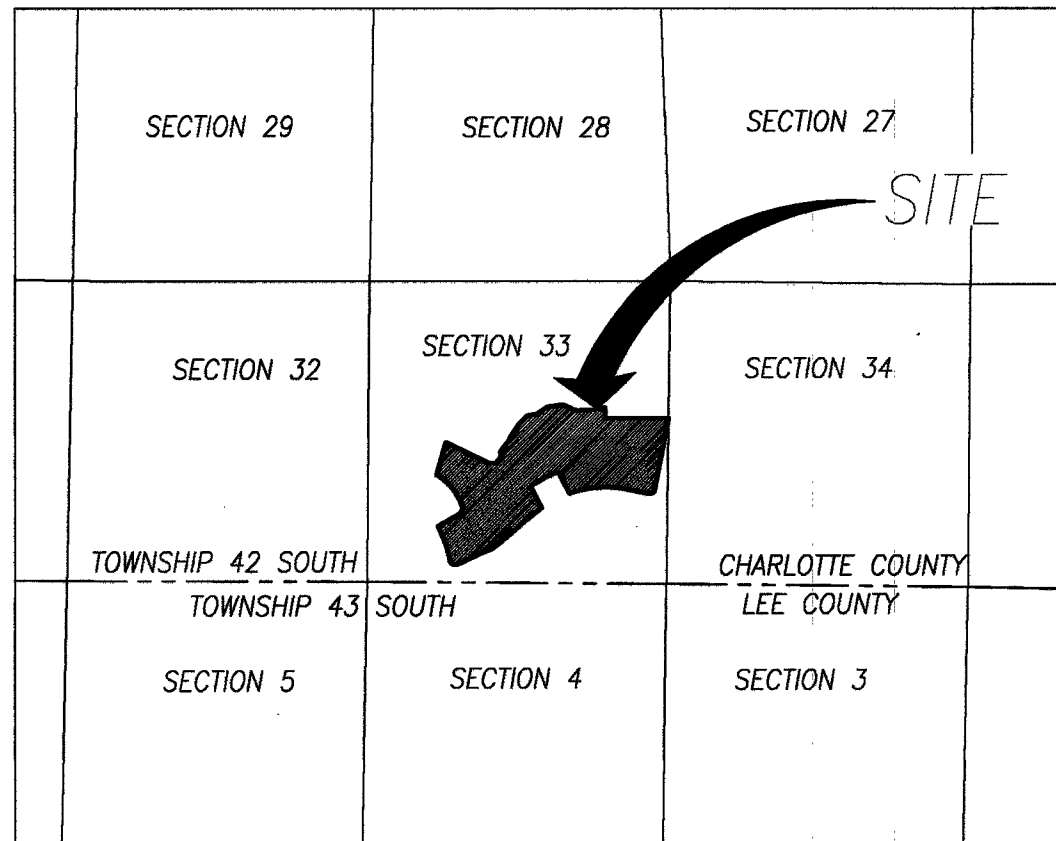 SECTION 29
SECTION 28
SECTION 27
SITE
SECTION 32
SECTION 33
SECTION 34
TOWNSHIP 42 SOUTH
CHARLOTTE COUNTY
TOWNSHIP 43 SOUTH
LEE COUNTY
SECTION 5
SECTION 4
SECTION 3